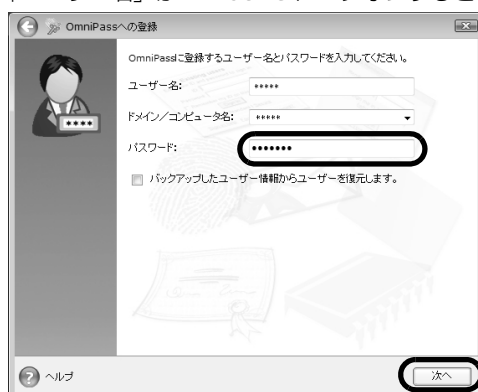 OmniPassへの登録
OmniPassに登録するユーザー名とパスワードを入力してください。
ユーザー名: *****
ドメイン／コンピュータ名: *****
パスワード: •••••••
バックアップしたユーザー情報からユーザーを復元します。
ヘルプ
次へ